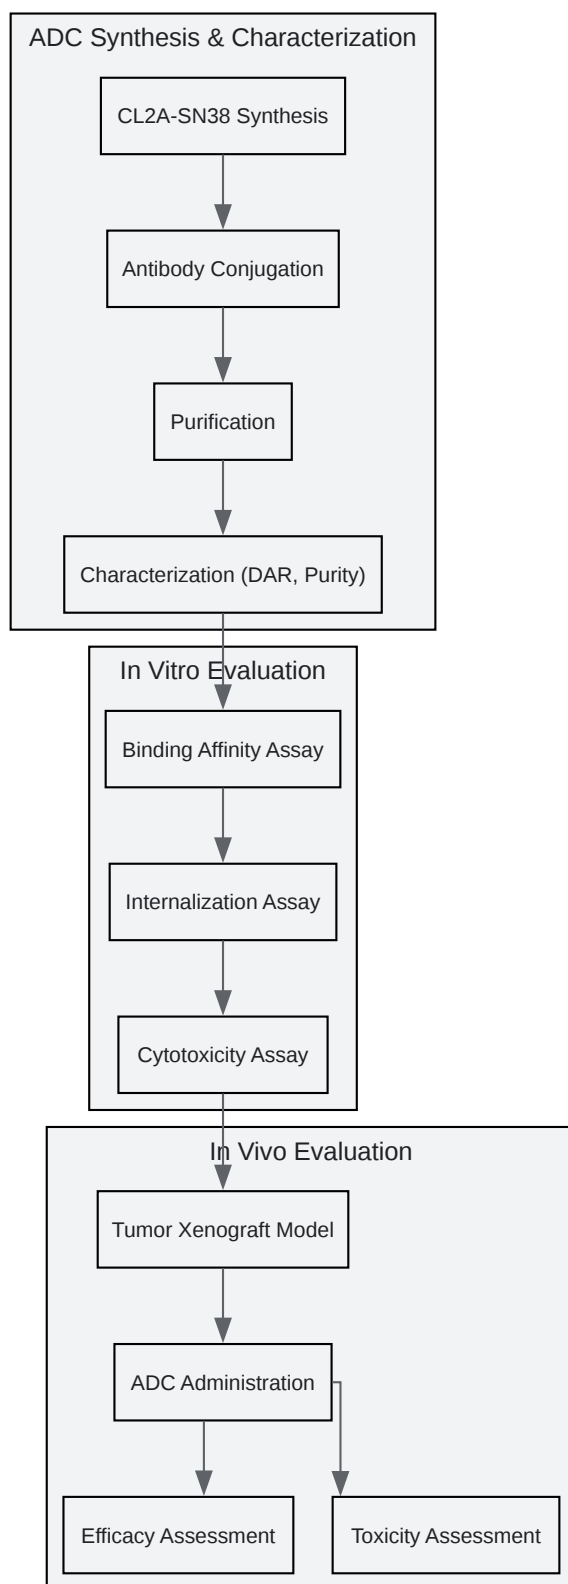 ADC Synthesis & Characterization
CL2A-SN38 Synthesis
Antibody Conjugation
Purification
Characterization (DAR, Purity)
In Vitro Evaluation
Binding Affinity Assay
Internalization Assay
Cytotoxicity Assay
In Vivo Evaluation
Tumor Xenograft Model
ADC Administration
Efficacy Assessment
Toxicity Assessment